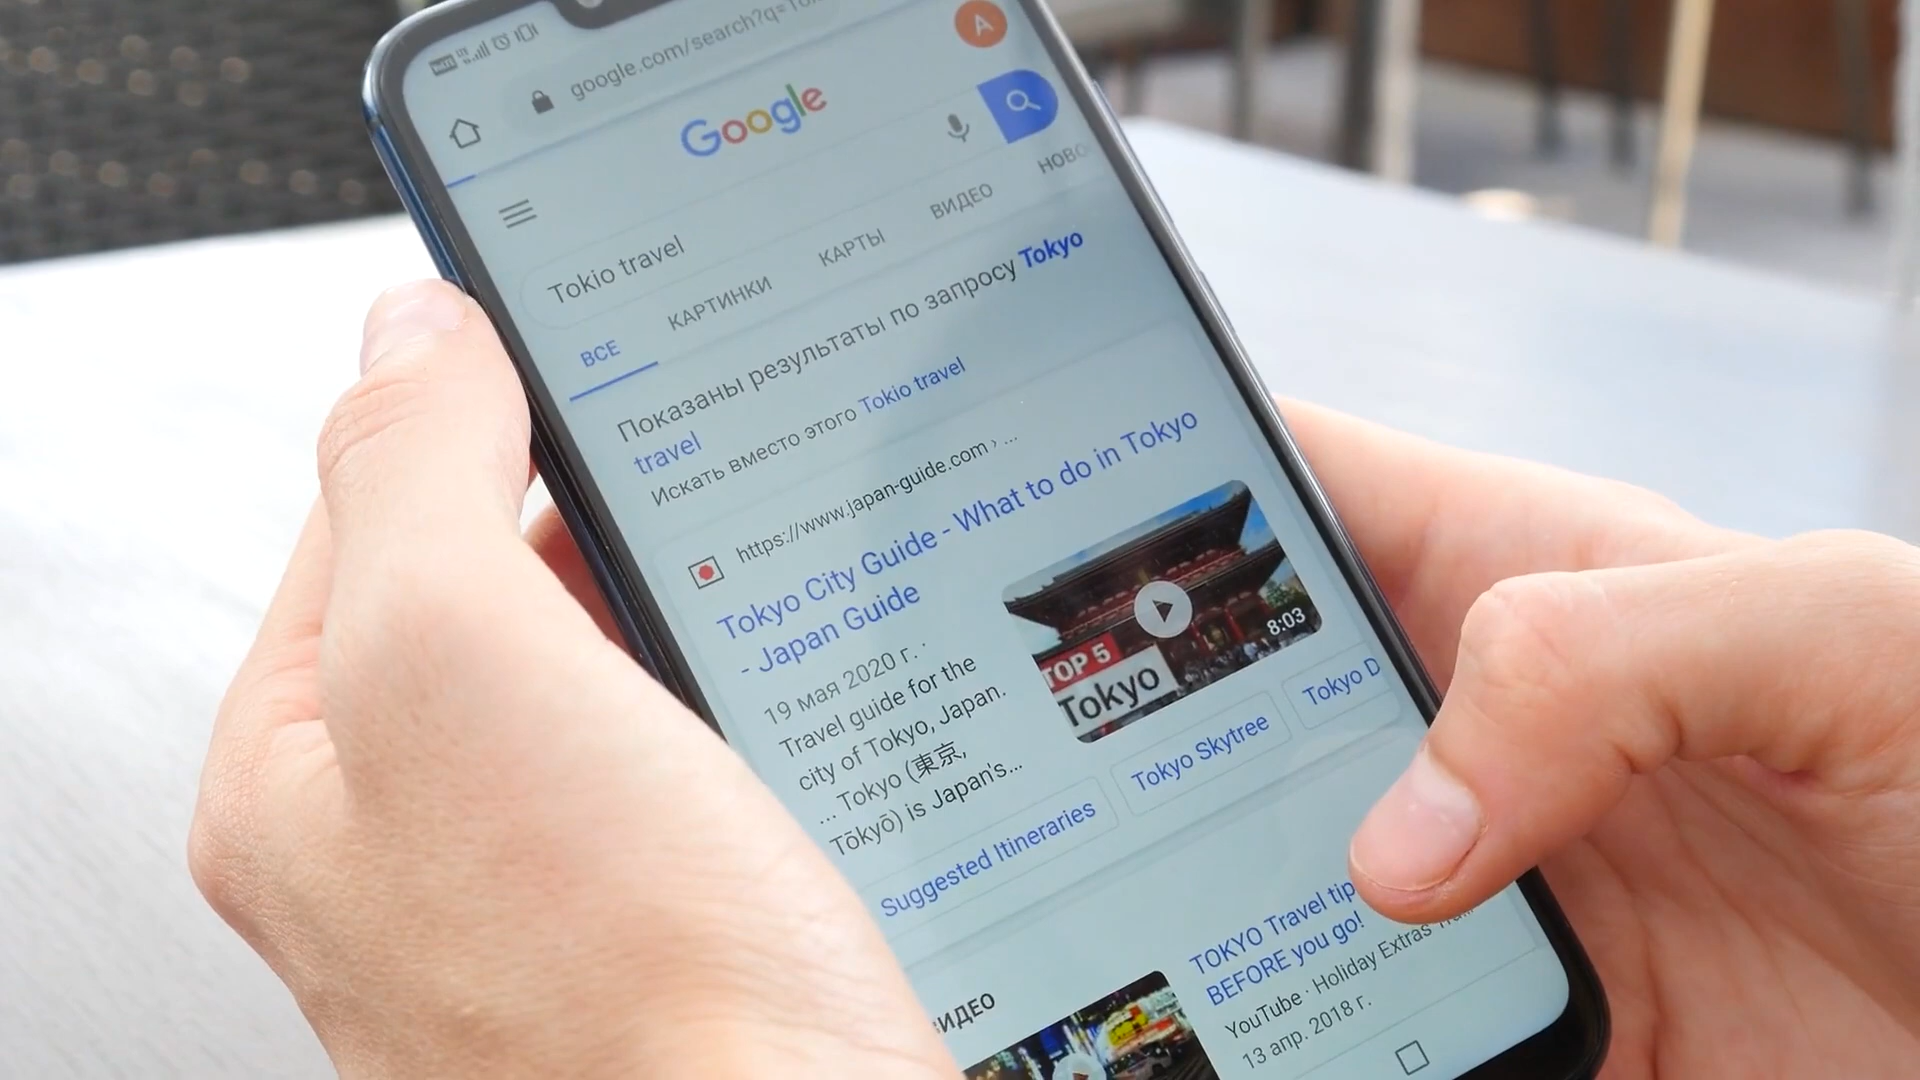 google.com/search?q=Tok
A
Google
Tokio travel
ВСЕ
КАРТИНКИ
КАРТЫ
ВИДЕО
НОВО
Показаны результаты по запросу Tokyo
travel
Искать вместо этого Tokio travel
https://www.japan-guide.com › ...
Tokyo City Guide - What to do in Tokyo
- Japan Guide
19 мая 2020 г. ·
Travel guide for the
city of Tokyo, Japan.
... Tokyo (東京,
Tōkyō) is Japan's...
TOP 5
Tokyo
8:03
Suggested Itineraries
Tokyo Skytree
Tokyo D
ВИДЕО
TOKYO Travel tip
BEFORE you go!
YouTube · Holiday Extras
13 апр. 2018 г.